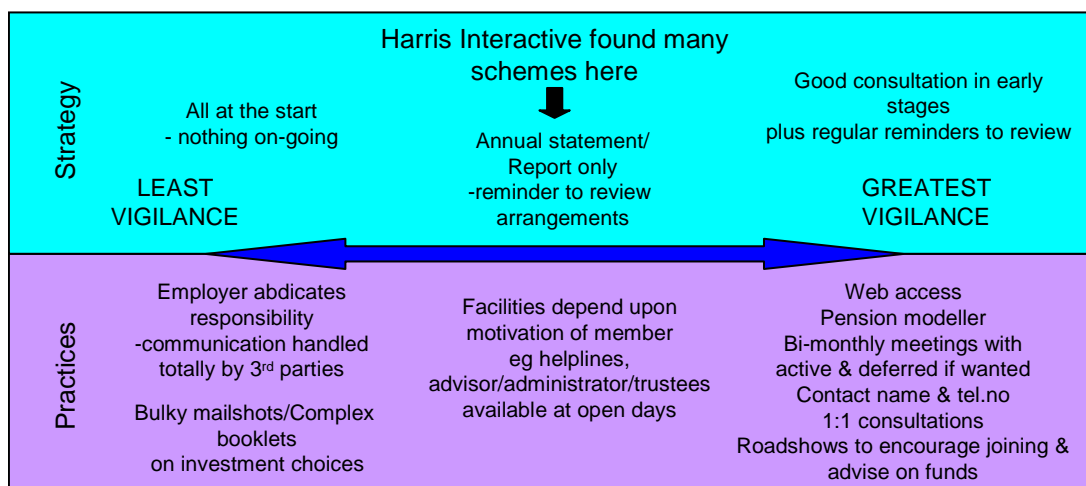 Strategy
Harris Interactive found many
schemes here
All at the start
- nothing on-going
LEAST
VIGILANCE
Annual statement/
Report only
-reminder to review
arrangements
Good consultation in early
stages
plus regular reminders to review
GREATEST
VIGILANCE
Practices
Employer abdicates
responsibility
-communication handled
totally by 3rd parties
Bulky mailshots/Complex
booklets
on investment choices
Facilities depend upon
motivation of member
eg helplines,
advisor/administrator/trustees
available at open days
Web access
Pension modeller
Bi-monthly meetings with
active & deferred if wanted
Contact name & tel.no
1:1 consultations
Roadshows to encourage joining &
advise on funds